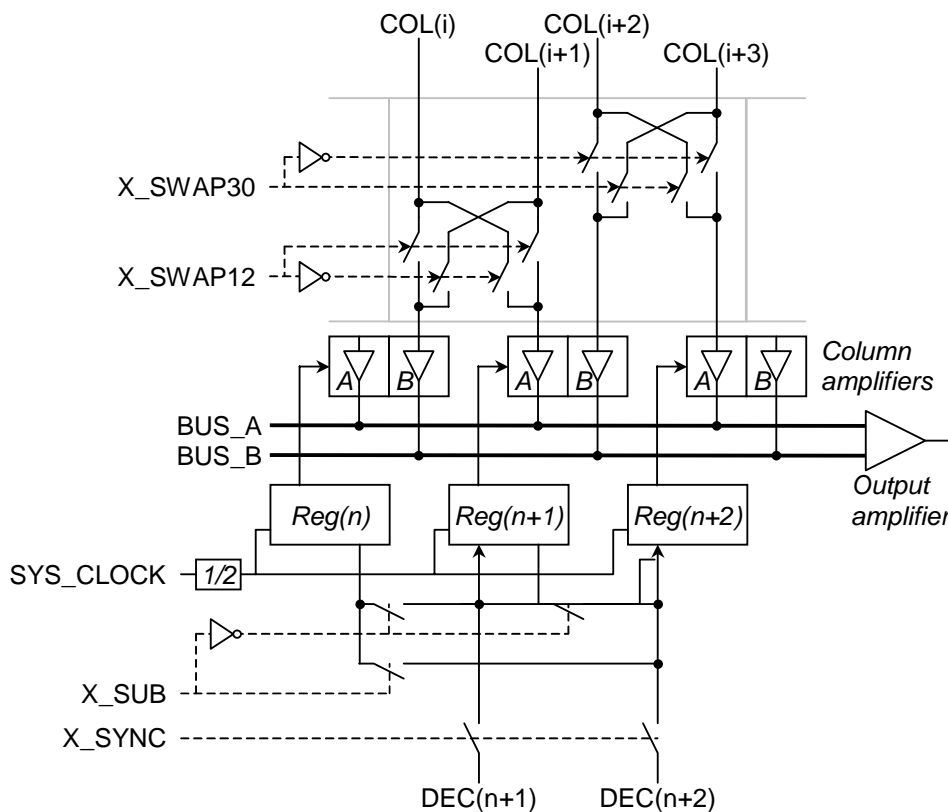 COL(i)
COL(i+2)
COL(i+1)
COL(i+3)
X_SWAP30
X_SWAP12
A
B
A
B
A
B
Column
amplifiers
BUS_A
BUS_B
Output
amplifier
Reg(n)
Reg(n+1)
Reg(n+2)
SYS_CLOCK
1/2
X_SUB
X_SYNC
DEC(n+1)
DEC(n+2)